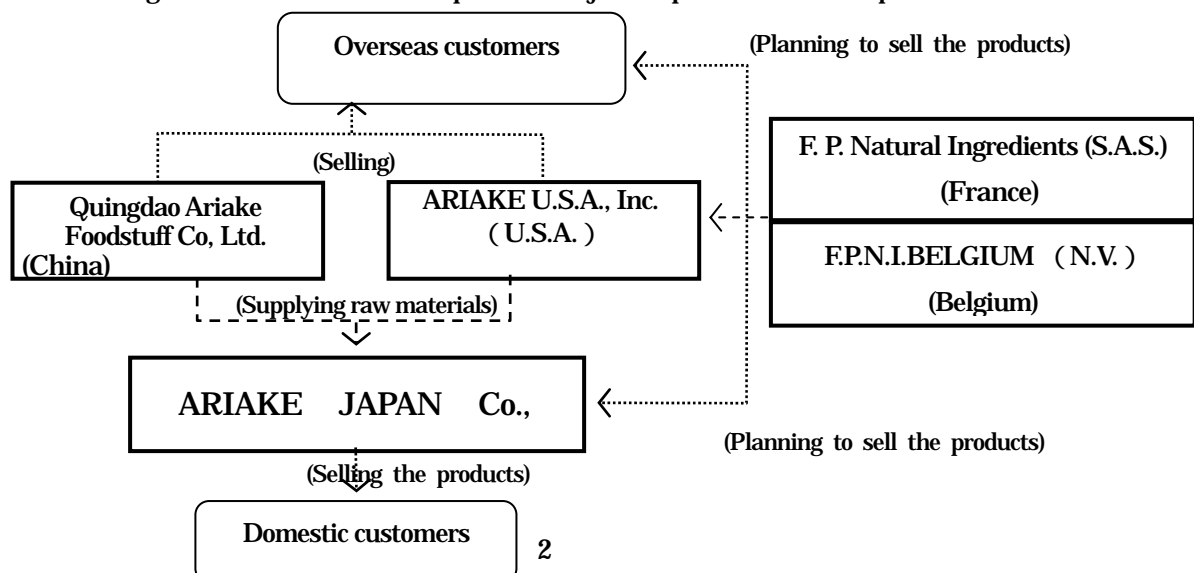 Overseas customers
(Planning to sell the products)
(Selling)
F. P. Natural Ingredients (S.A.S.)
(France)
Quingdao Ariake
Foodstuff Co, Ltd.
(China)
ARIAKE U.S.A., Inc.
( U.S.A. )
F.P.N.I.BELGIUM ( N.V. )
(Belgium)
(Supplying raw materials)
ARIAKE JAPAN Co.,
(Planning to sell the products)
(Selling the products)
Domestic customers
2